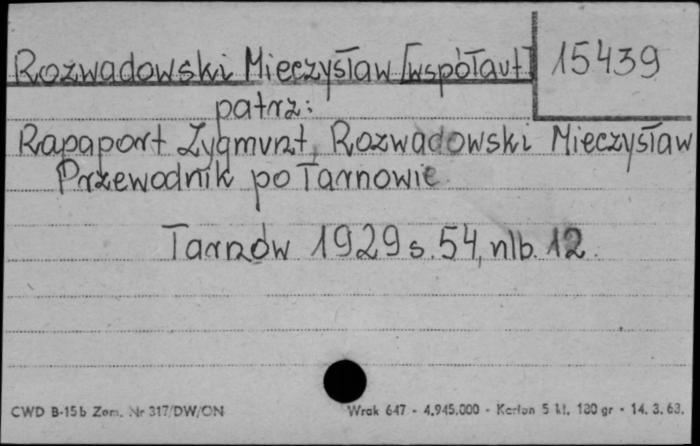 Rozwadowski Mieczysław [współaut] 15439
patrz:
Rapaport Zygmunt, Rozwadowski Mieczysław
Przewodnik po Tarnowie
Tarnów 1929 s. 54, nlb. 12.
CWD B-15b Zam. Nr 317/DW/ON Wrak 647 - 4.945.000 - Karton 5 kl. 180 gr - 14. 3. 63.